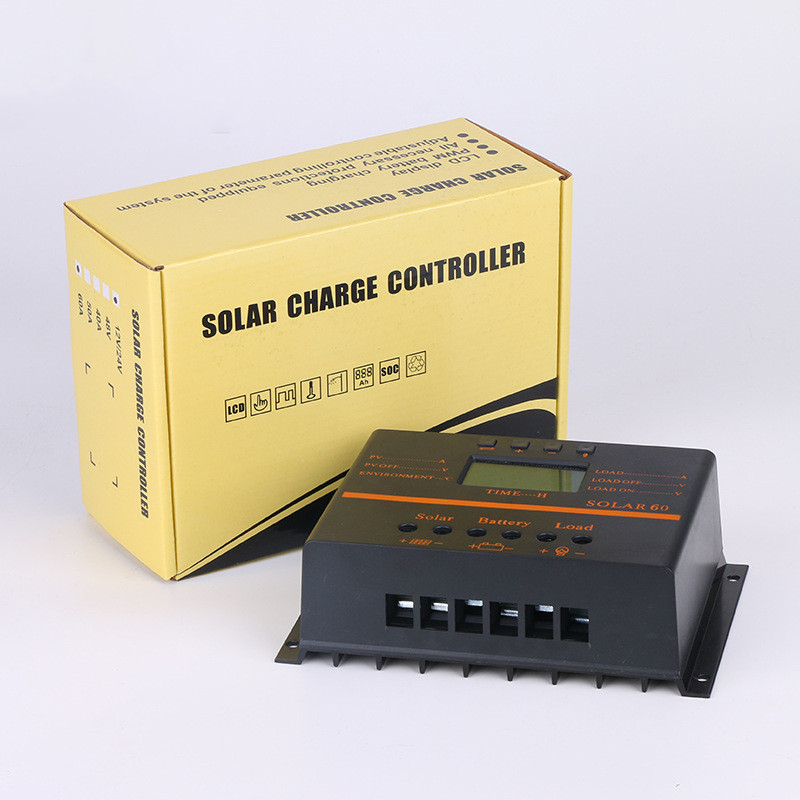 LCD display
PWM battery charging
All necessary protections equipped
Adjustable controlling parameter of the system
SOLAR CHARGE CONTROLLER
SOLAR CHARGE CONTROLLER
LCD
888
Ah
SOC
SOLAR CHARGE CONTROLLER
12V/24V
48V
40A
50A
60A
PV A
PV OFF V
ENVIRONMENT V
TIME----H
LOAD A
LOAD OFF V
LOAD ON V
SOLAR 60
Solar Battery Load
+ -
+ -
+ -